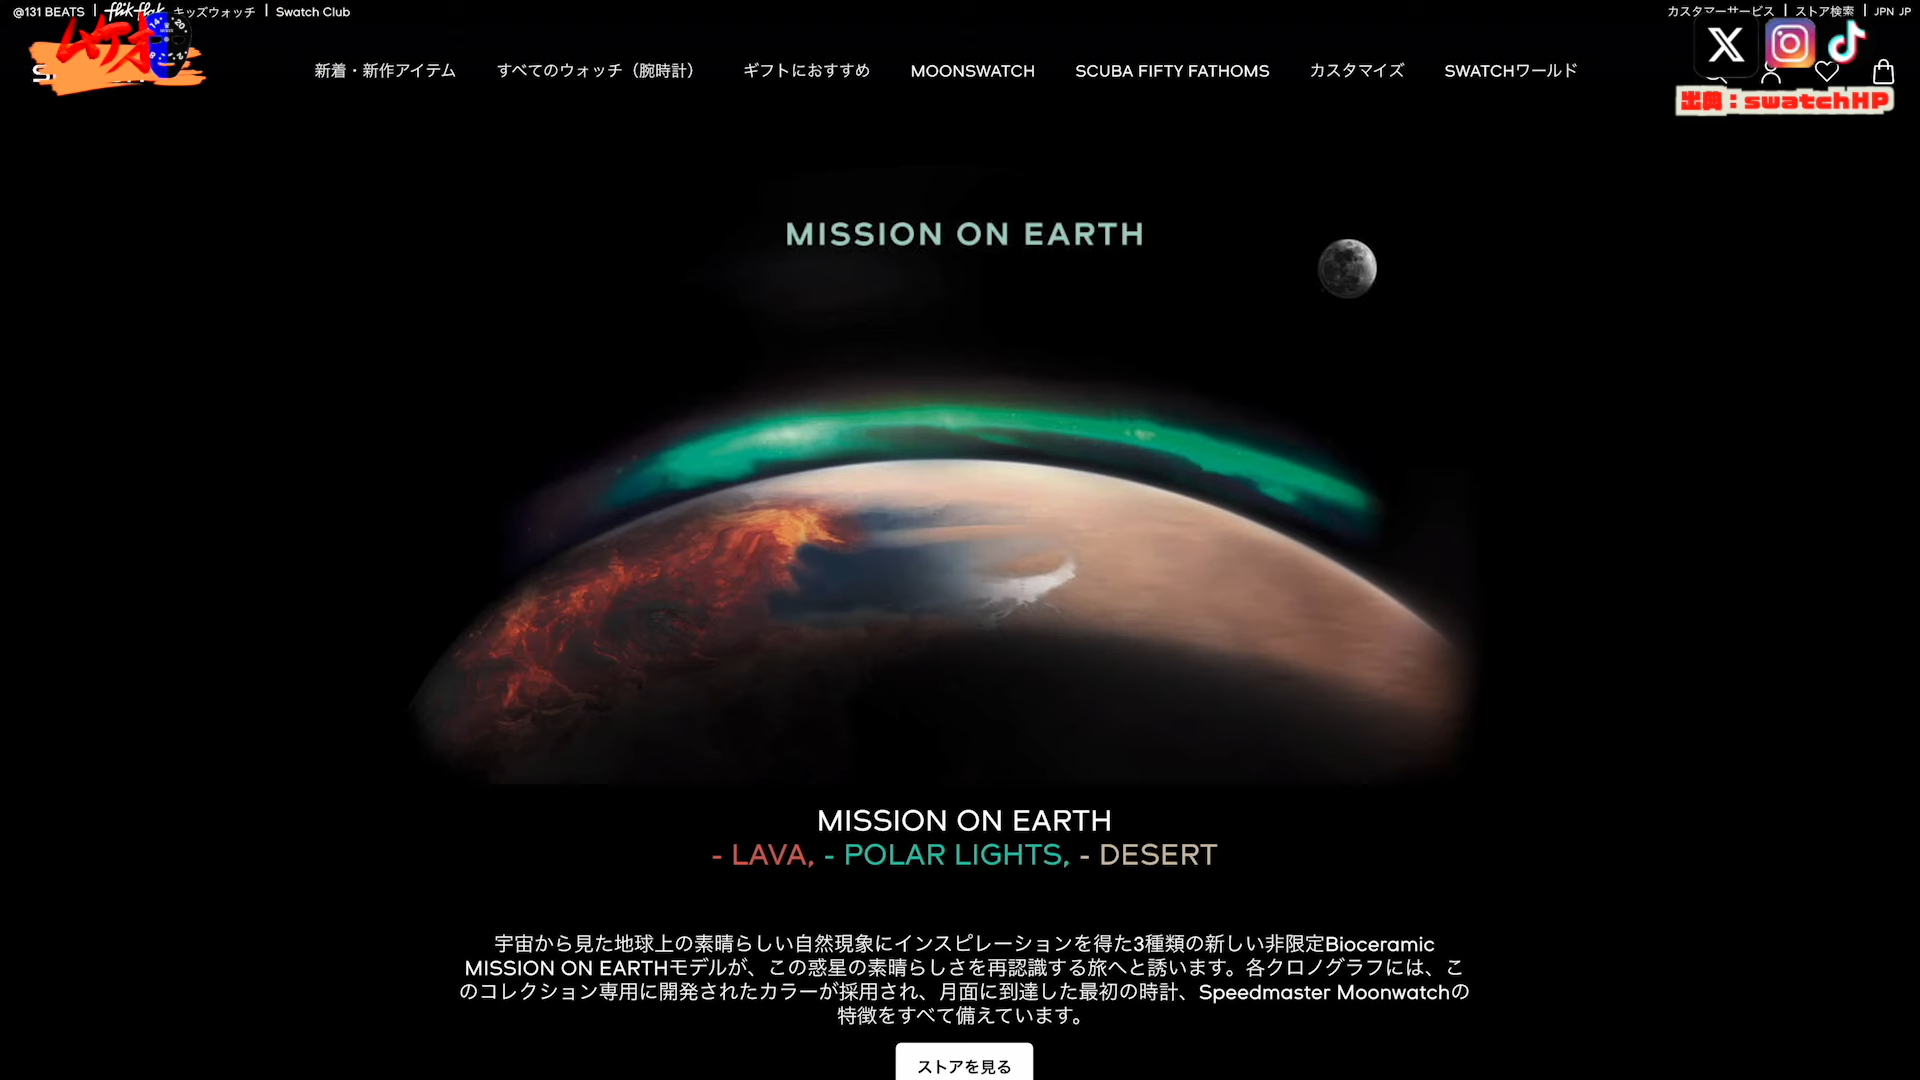 @131 BEATS | flik flak キッズウォッチ | Swatch Club
カスタマーサービス | ストア検索 | JPN JP
ムケオ
新着・新作アイテム すべてのウォッチ（腕時計） ギフトにおすすめ MOONSWATCH SCUBA FIFTY FATHOMS カスタマイズ SWATCHワールド
出典：swatchHP
MISSION ON EARTH
MISSION ON EARTH
- LAVA, - POLAR LIGHTS, - DESERT
宇宙から見た地球上の素晴らしい自然現象にインスピレーションを得た3種類の新しい非限定Bioceramic
MISSION ON EARTHモデルが、この惑星の素晴らしさを再認識する旅へと誘います。各クロノグラフには、こ
のコレクション専用に開発されたカラーが採用され、月面に到達した最初の時計、Speedmaster Moonwatchの
特徴をすべて備えています。
ストアを見る